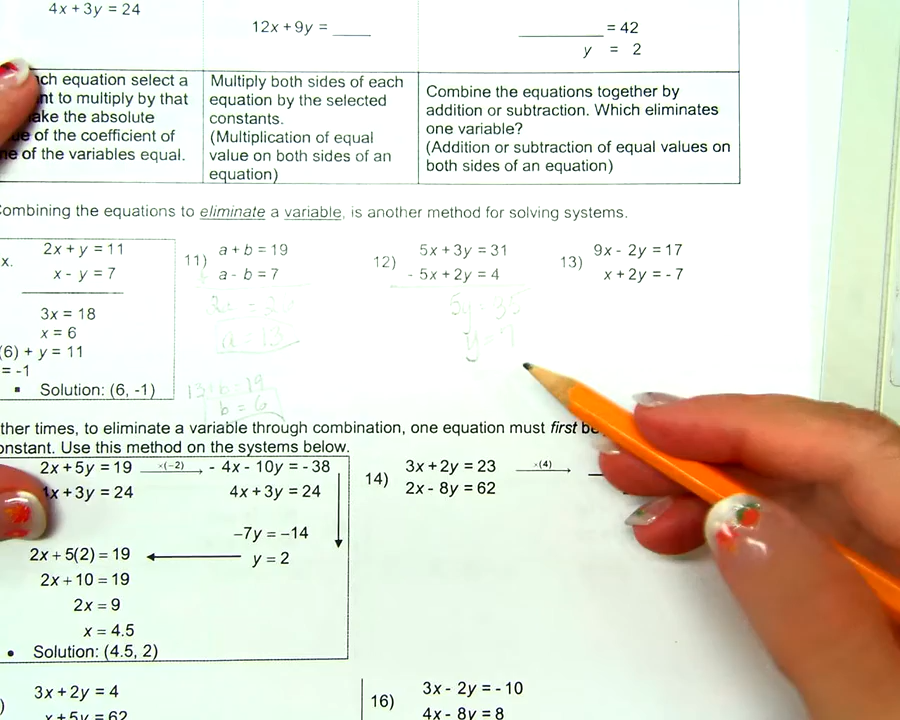 4x + 3y = 24
12x + 9y = ____
________ = 42
y = 2
ch equation select a
nt to multiply by that
ake the absolute
of the coefficient of
e of the variables equal.
Multiply both sides of each
equation by the selected
constants.
(Multiplication of equal
value on both sides of an
equation)
Combine the equations together by
addition or subtraction. Which eliminates
one variable?
(Addition or subtraction of equal values on
both sides of an equation)
Combining the equations to eliminate a variable, is another method for solving systems.
x.
2x + y = 11
x - y = 7
3x = 18
x = 6
(6) + y = 11
= -1
▪ Solution: (6, -1)
11) a + b = 19
a - b = 7
a = 13
13 + b = 19
b = 6
12) 5x + 3y = 31
- 5x + 2y = 4
5y = 35
y = 7
13) 9x - 2y = 17
x + 2y = - 7
ther times, to eliminate a variable through combination, one equation must first be
onstant. Use this method on the systems below.
2x + 5y = 19 ×(−2) - 4x - 10y = - 38
x + 3y = 24 4x + 3y = 24
−7y = −14
2x + 5(2) = 19 y = 2
2x + 10 = 19
2x = 9
x = 4.5
• Solution: (4.5, 2)
14) 3x + 2y = 23 ×(4)
2x - 8y = 62
) 3x + 2y = 4
x + 5y = 62
16) 3x - 2y = - 10
4x - 8y = 8